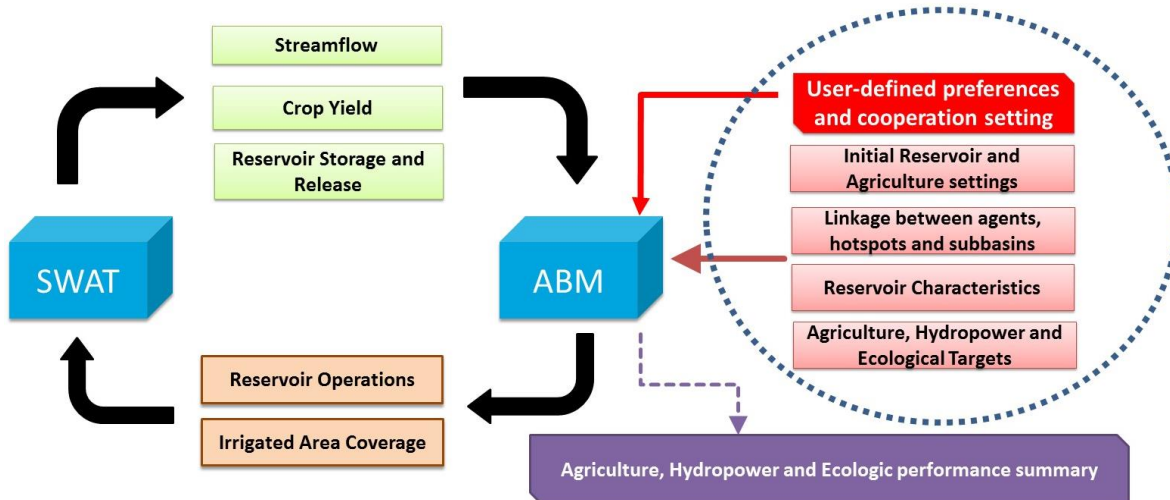 Streamflow
Crop Yield
Reservoir Storage and
Release
SWAT
ABM
User-defined preferences
and cooperation setting
Initial Reservoir and
Agriculture settings
Linkage between agents,
hotspots and subbasins
Reservoir Characteristics
Agriculture, Hydropower and
Ecological Targets
Reservoir Operations
Irrigated Area Coverage
Agriculture, Hydropower and Ecologic performance summary